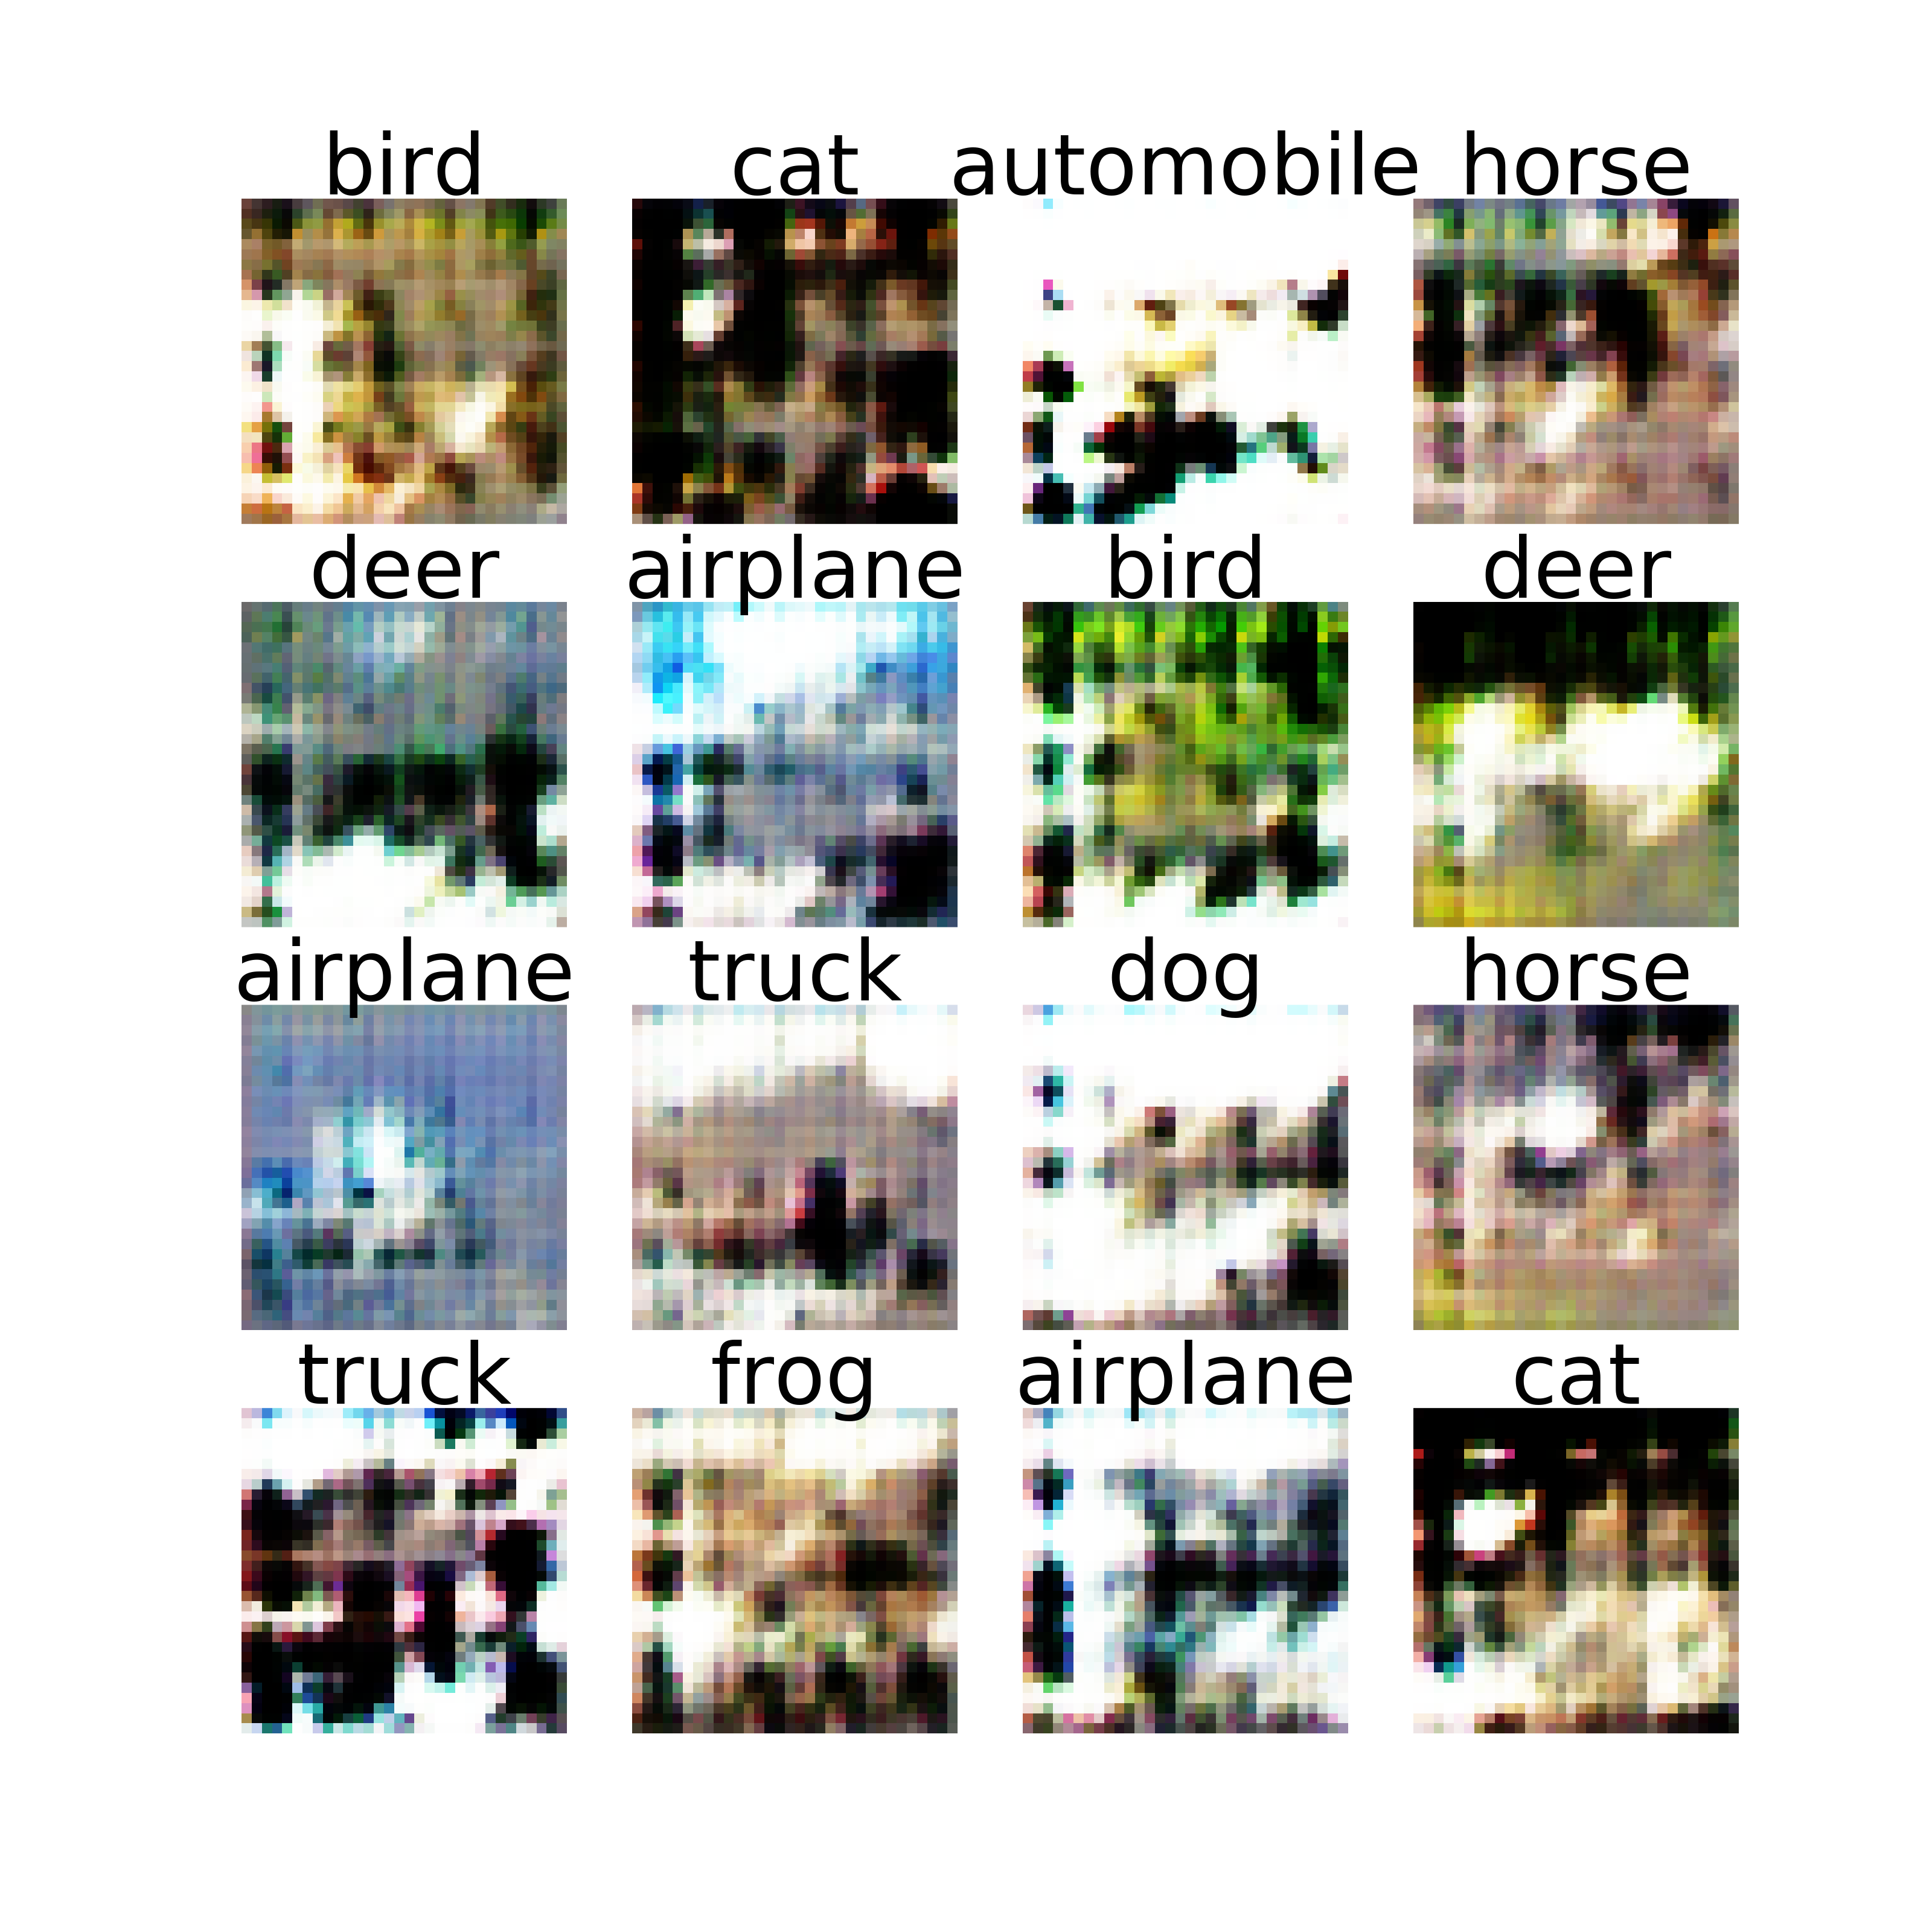 bird cat automobile horse
deer airplane bird deer
airplane truck dog horse
truck frog airplane cat